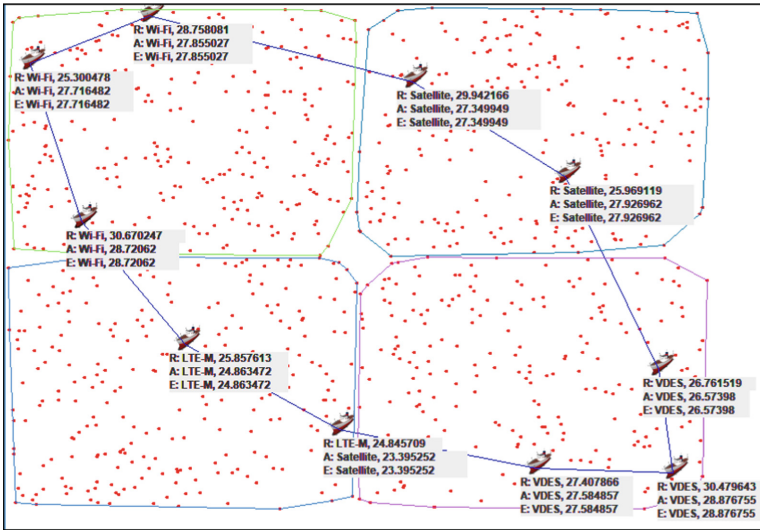 R: Wi-Fi, 28.758081
A: Wi-Fi, 27.855027
E: Wi-Fi, 27.855027
R: Wi-Fi, 25.300478
A: Wi-Fi, 27.716482
E: Wi-Fi, 27.716482
R: Satellite, 29.942166
A: Satellite, 27.349949
E: Satellite, 27.349949
R: Satellite, 25.969119
A: Satellite, 27.926962
E: Satellite, 27.926962
R: Wi-Fi, 30.670247
A: Wi-Fi, 28.72062
E: Wi-Fi, 28.72062
R: LTE-M, 25.857613
A: LTE-M, 24.863472
E: LTE-M, 24.863472
R: VDES, 26.761519
A: VDES, 26.57398
E: VDES, 26.57398
R: LTE-M, 24.845709
A: Satellite, 23.395252
E: Satellite, 23.395252
R: VDES, 27.407866
A: VDES, 27.584857
E: VDES, 27.584857
R: VDES, 30.479643
A: VDES, 28.876755
E: VDES, 28.876755